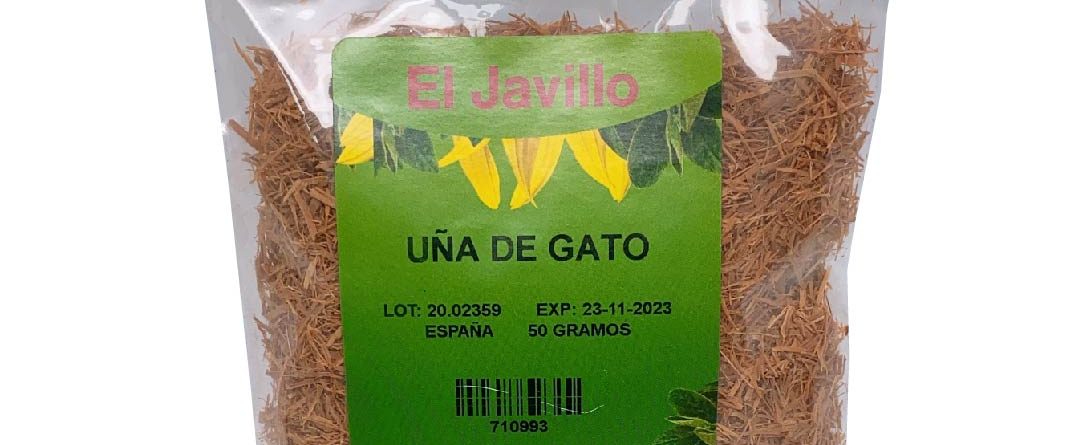 El Javillo
UÑA DE GATO
LOT: 20.02359 EXP: 23-11-2023
ESPAÑA 50 GRAMOS
710993